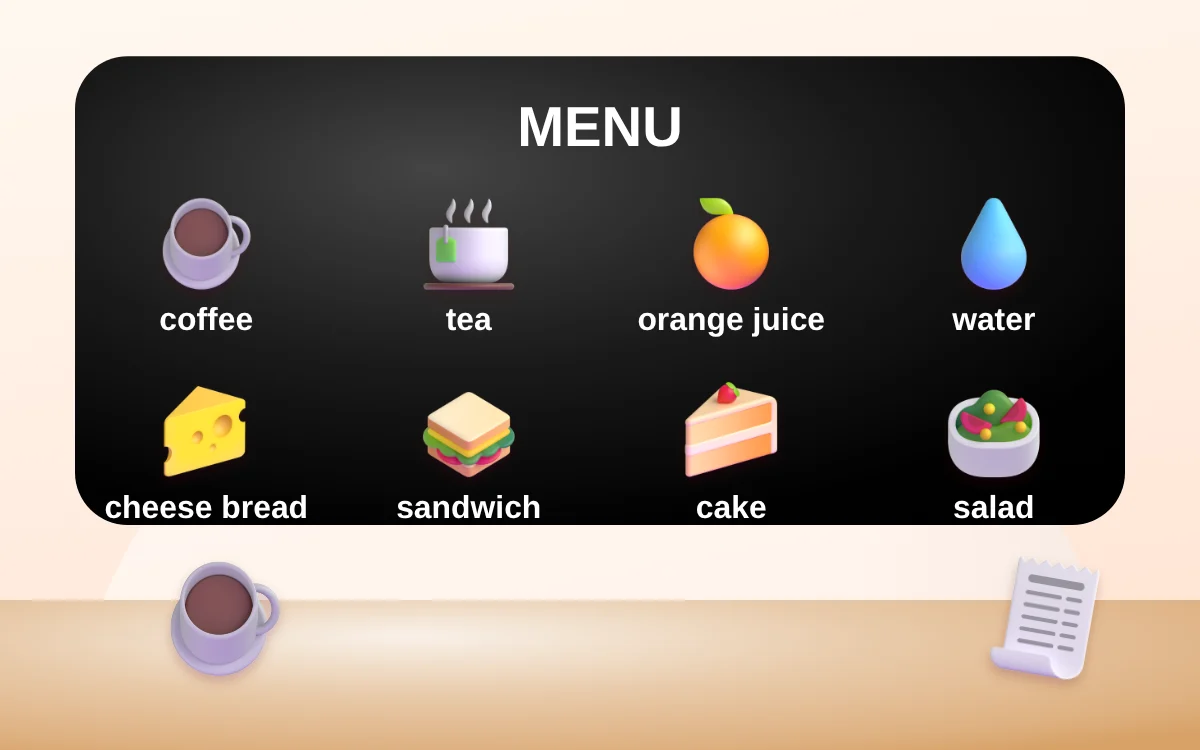 MENU
coffee
tea
orange juice
water
cheese bread
sandwich
cake
salad